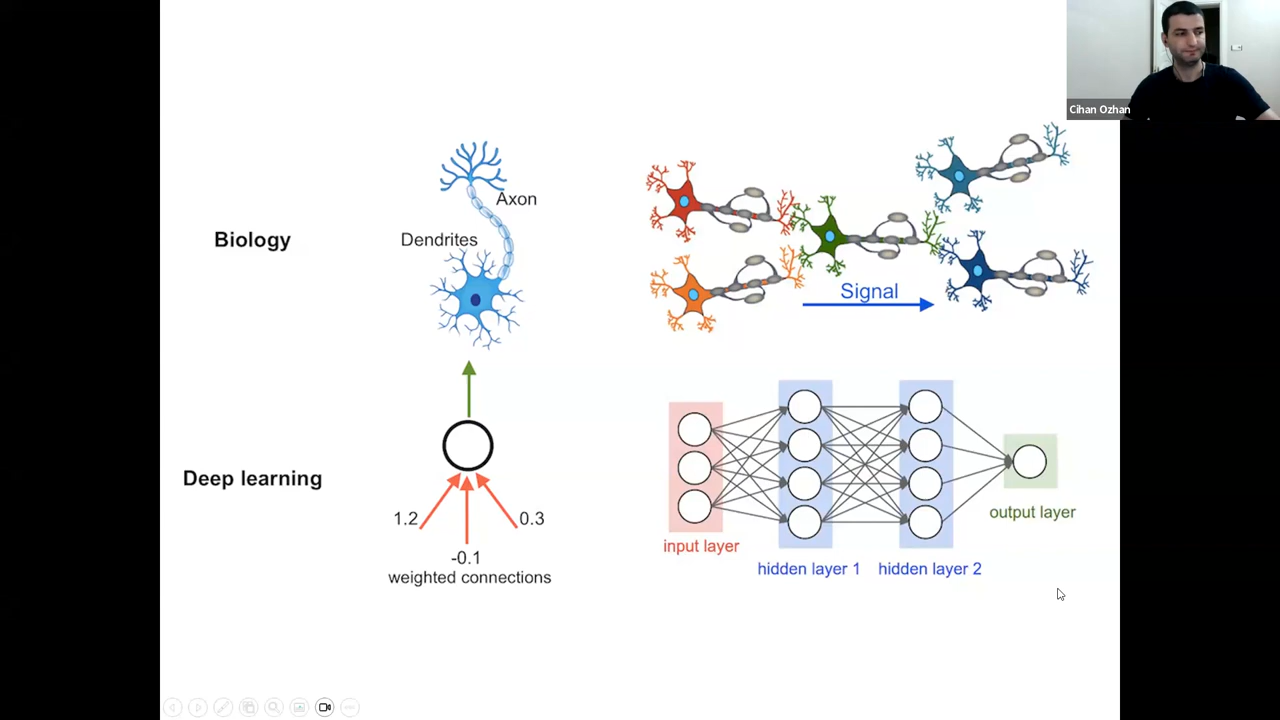 Cihan Ozhan
Axon
Dendrites
Biology
Signal
Deep learning
1.2
0.3
-0.1
weighted connections
input layer
hidden layer 1
hidden layer 2
output layer